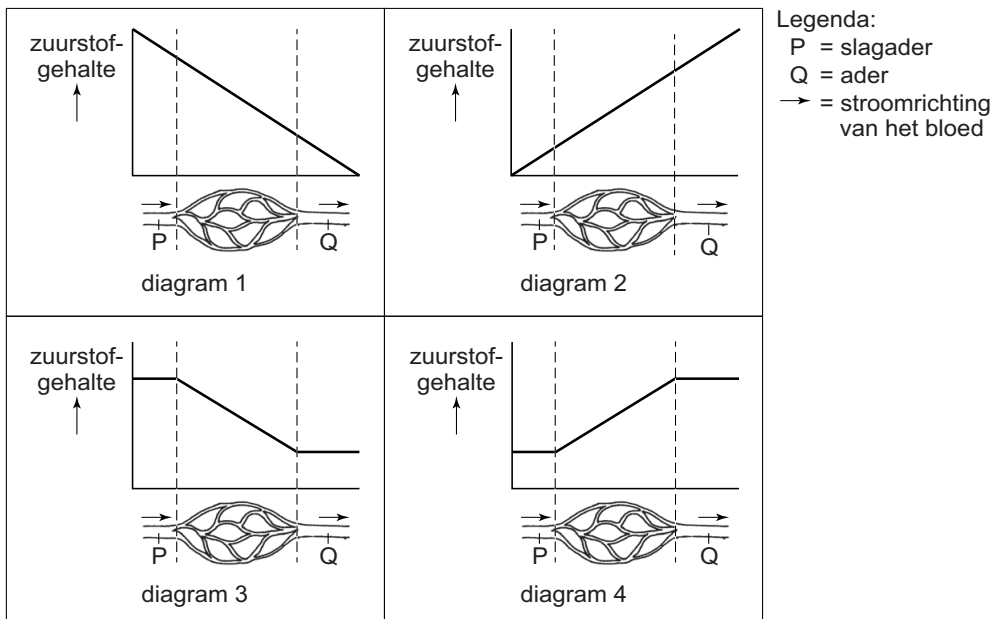 zuurstof-
gehalte
P
Q
diagram 1
zuurstof-
gehalte
P
Q
diagram 2
Legenda:
P = slagader
Q = ader
→ = stroomrichting
van het bloed
zuurstof-
gehalte
P
Q
diagram 3
zuurstof-
gehalte
P
Q
diagram 4